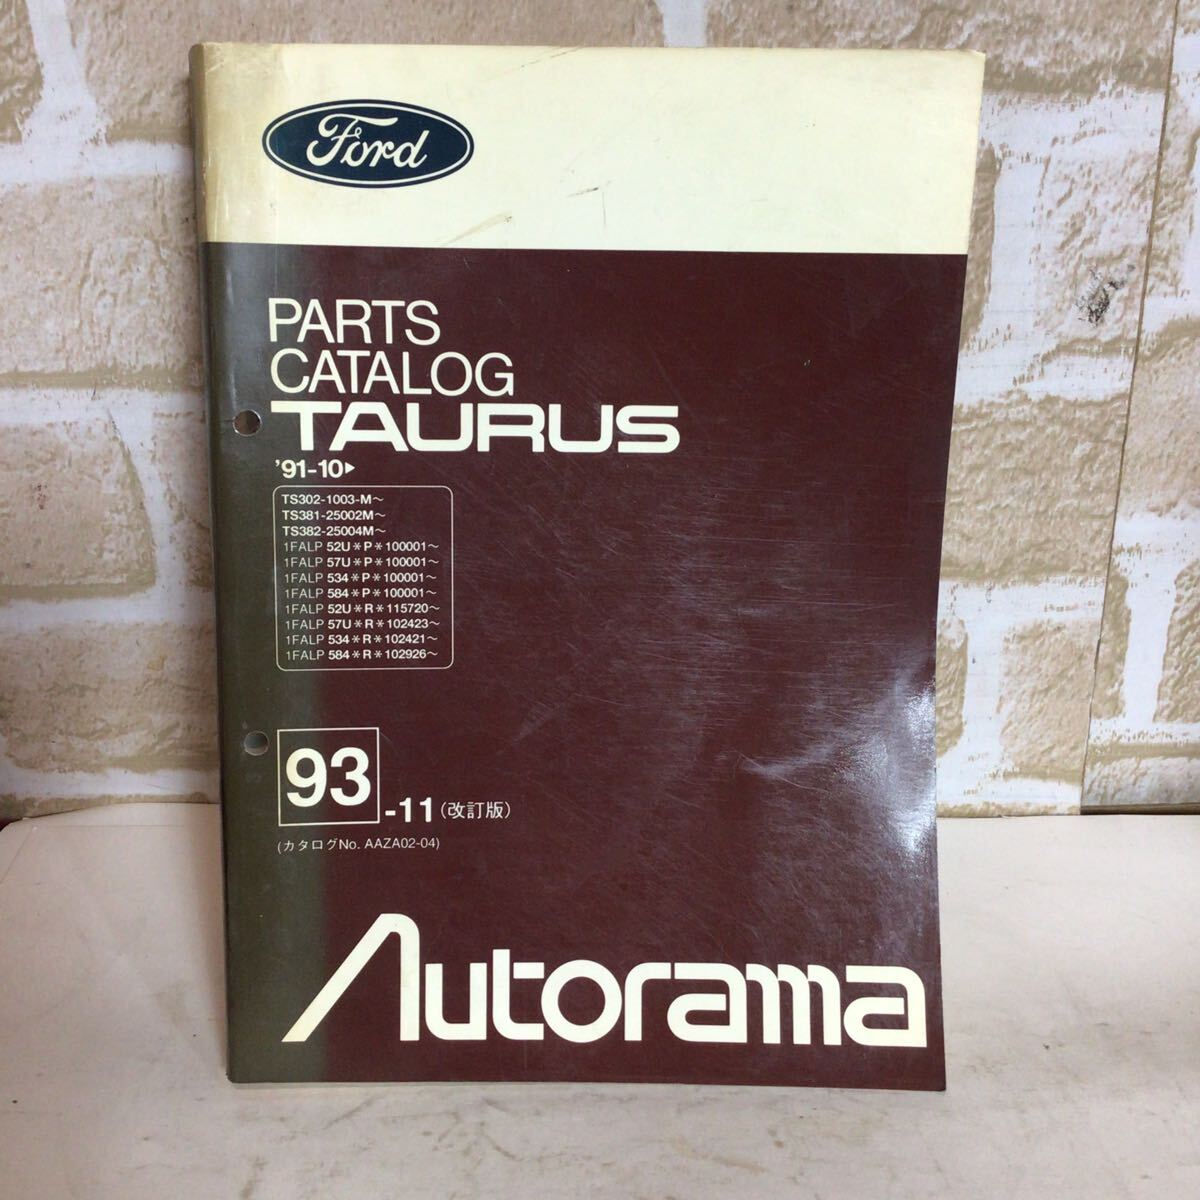 Ford
PARTS
CATALOG
TAURUS
'91-10▶
TS302-1003-M～
TS381-25002M～
TS382-25004M～
1FALP 52U＊P＊100001～
1FALP 57U＊P＊100001～
1FALP 534＊P＊100001～
1FALP 584＊P＊100001～
1FALP 52U＊R＊115720～
1FALP 57U＊R＊102423～
1FALP 534＊R＊102421～
1FALP 584＊R＊102926～
93-11(改訂版)
(カタログNo. AAZA02-04)
Autorama